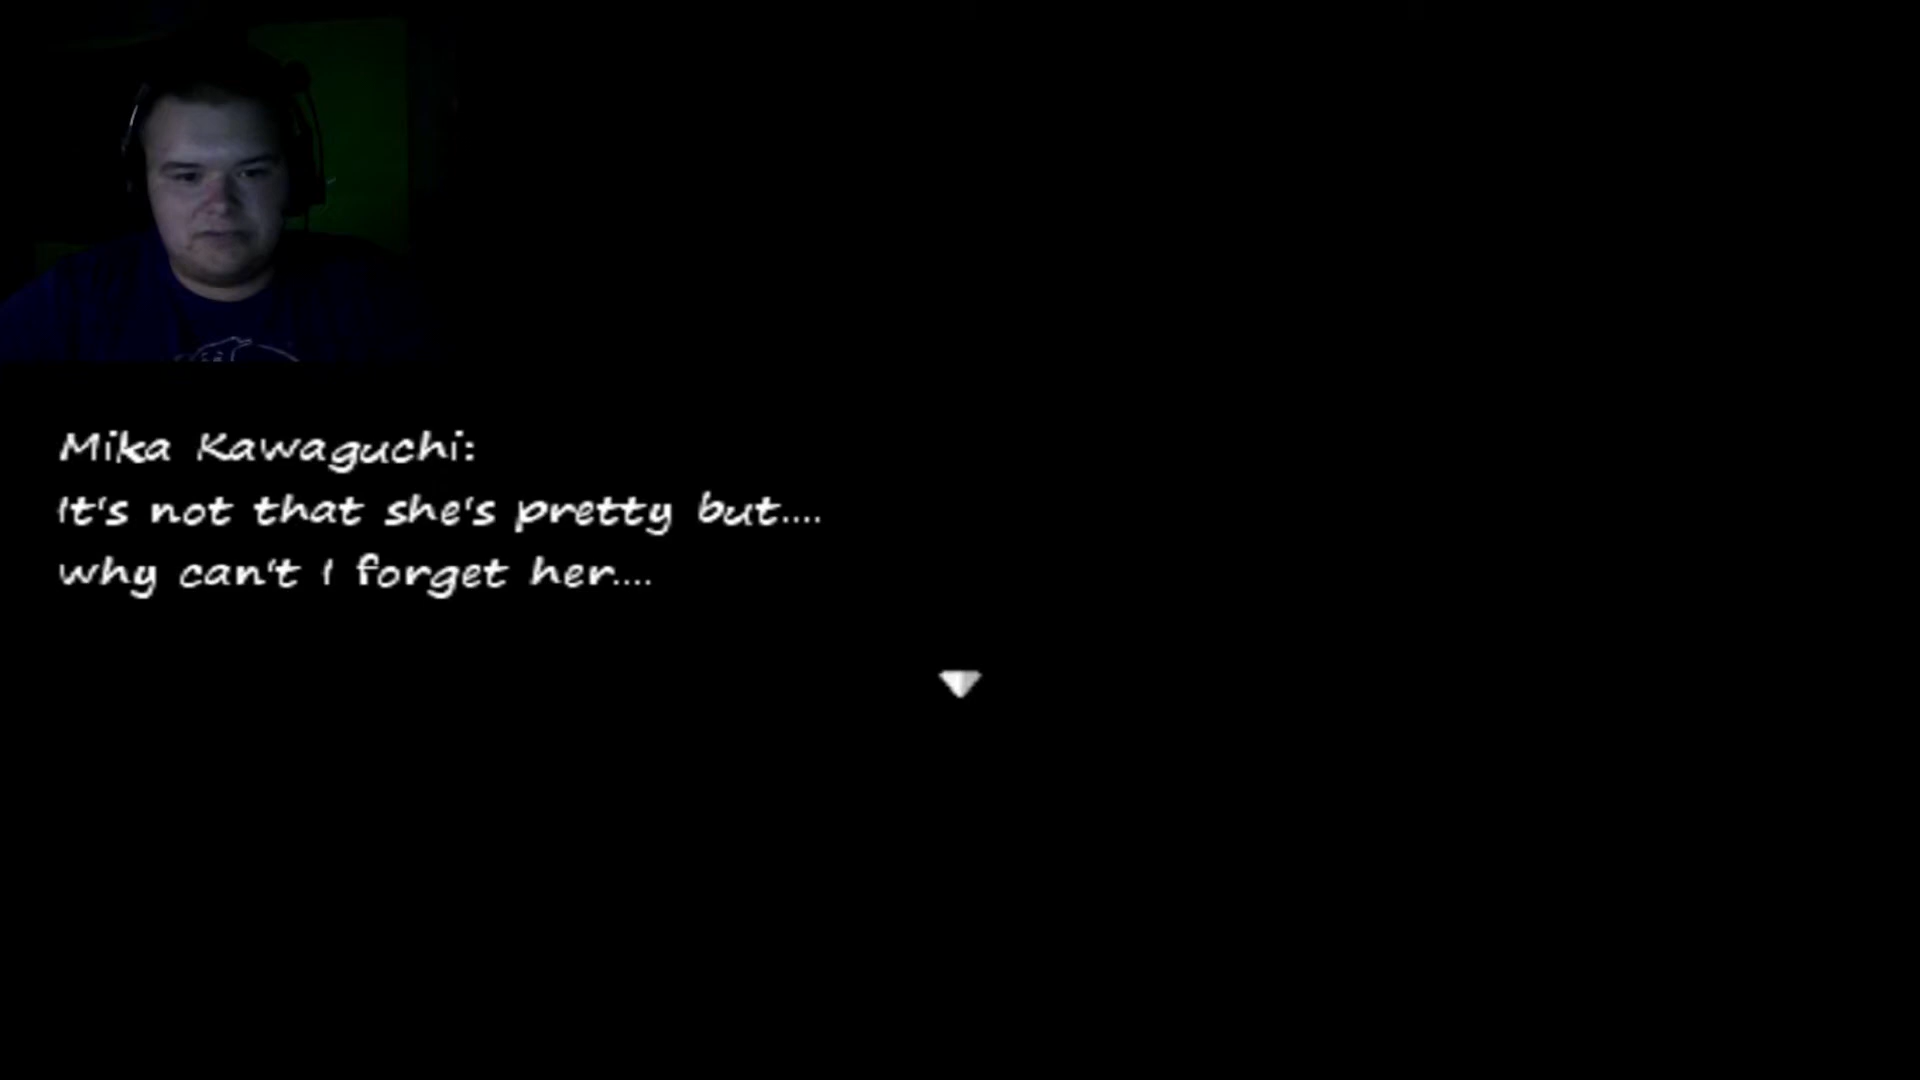 Mika Kawaguchi:
It's not that she's pretty but....
why can't I forget her....